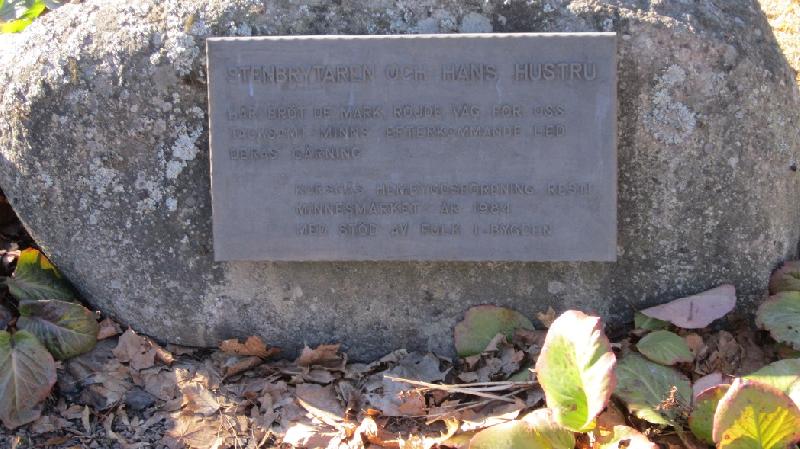 STENBRYTAREN OCH HANS HUSTRU
HÄR BRÖT DE MARK RÖJDE VÄG FÖR OSS
TACKSAMT MINNS EFTERKOMMANDE LED
DERAS GÄRNING
HEMBYGDSFÖRENING RESTE
MINNESMÄRKET ÅR 1984
MED STÖD AV FOLK I BYGDEN